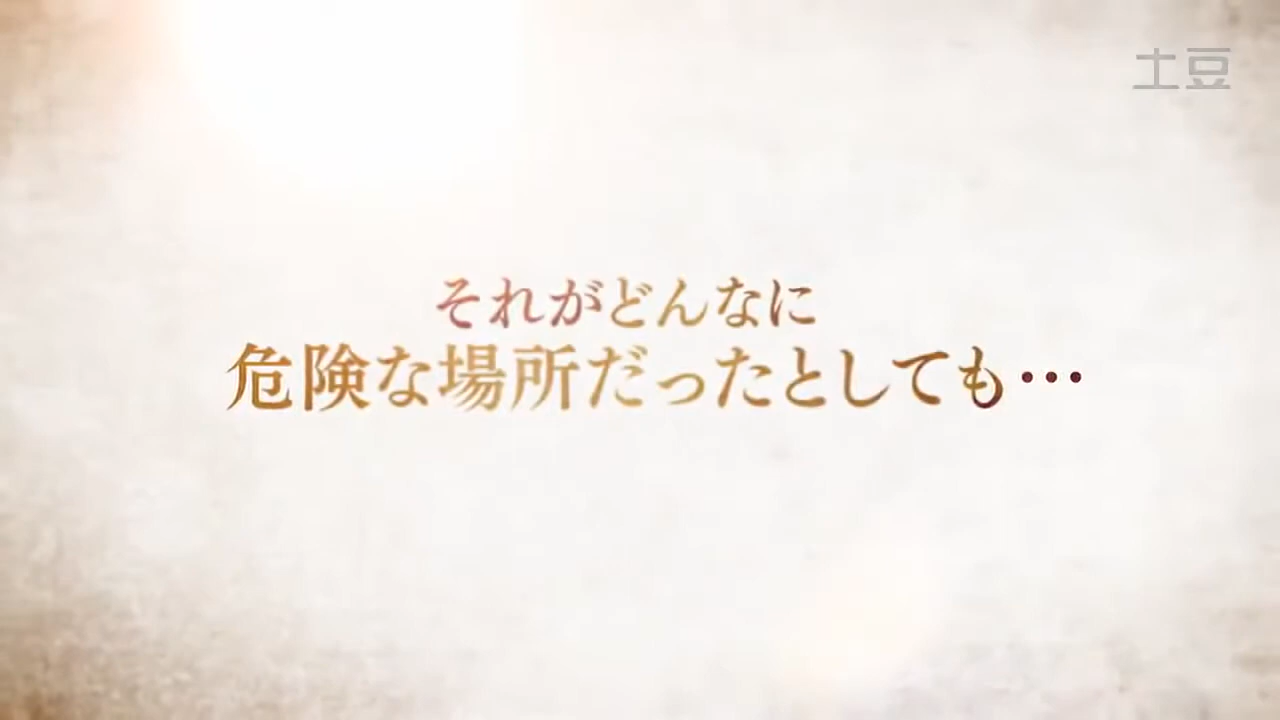 土豆
それがどんなに
危険な場所だったとしても…